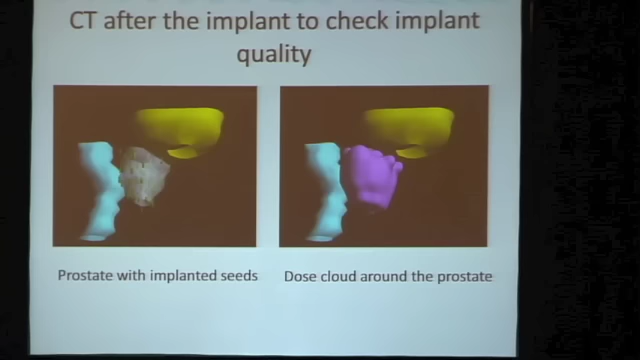 CT after the implant to check implant
quality
Prostate with implanted seeds
Dose cloud around the prostate